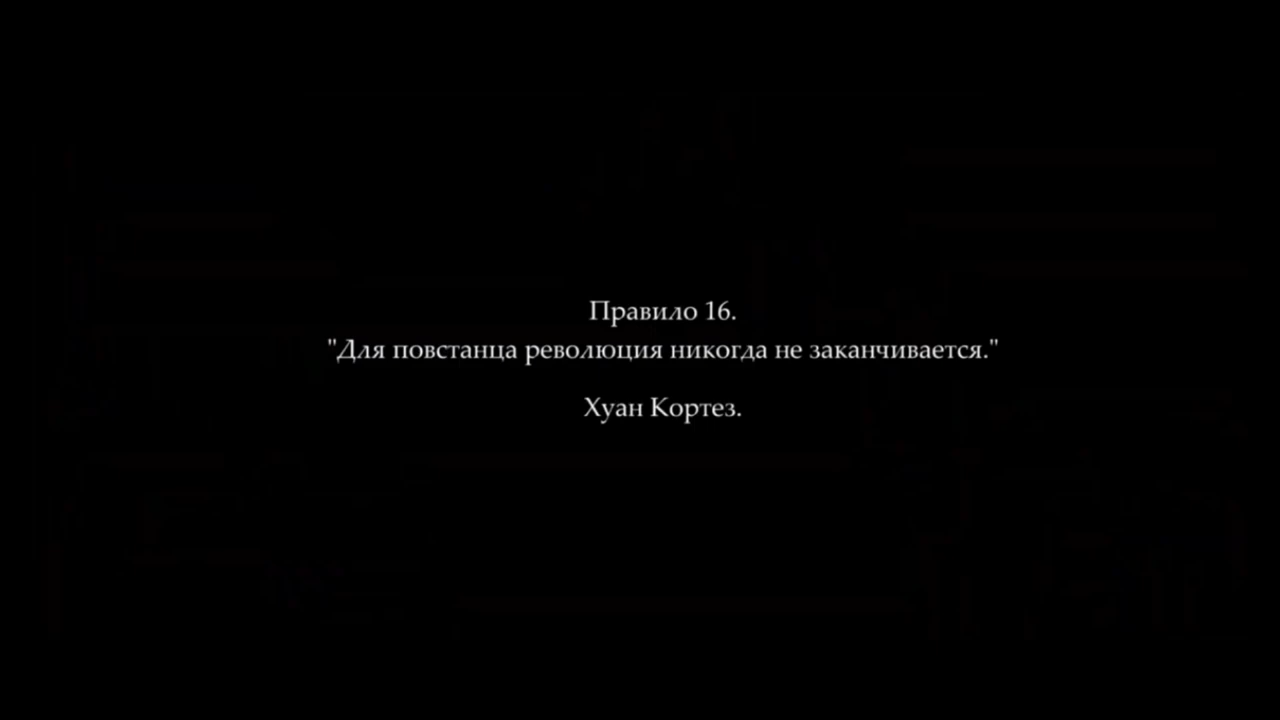 Правило 16.
"Для повстанца революция никогда не заканчивается."
Хуан Кортез.